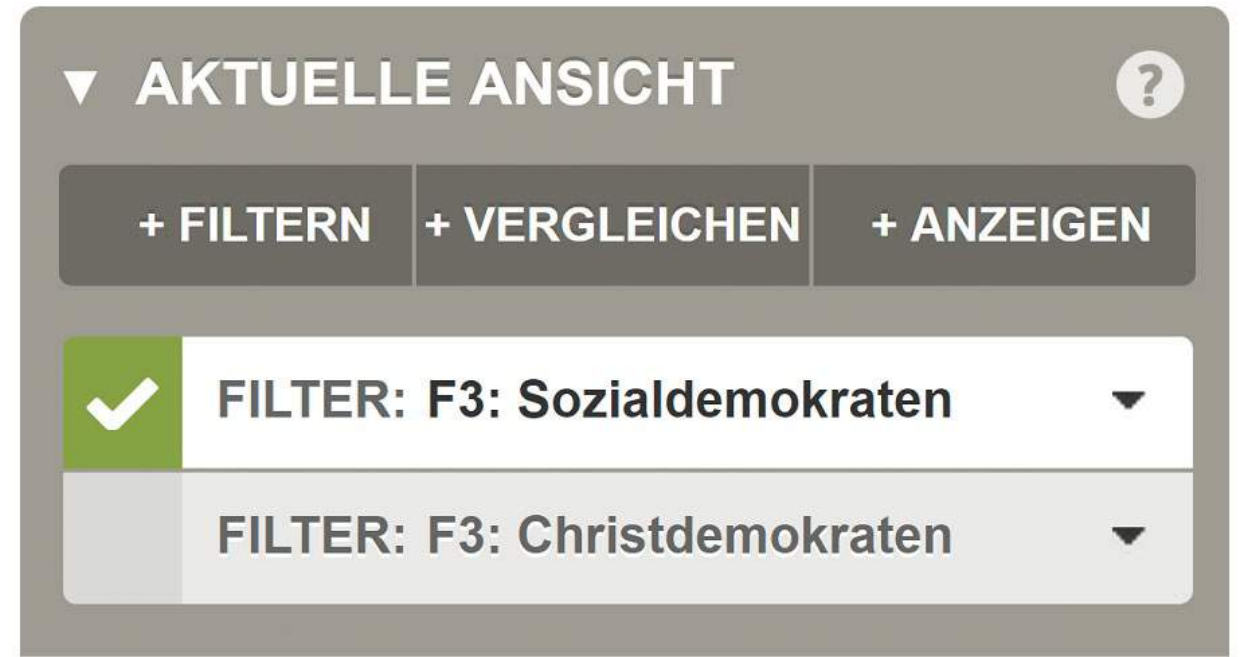 ▼ AKTUELLE ANSICHT ?
+ FILTERN + VERGLEICHEN + ANZEIGEN
FILTER: F3: Sozialdemokraten
FILTER: F3: Christdemokraten